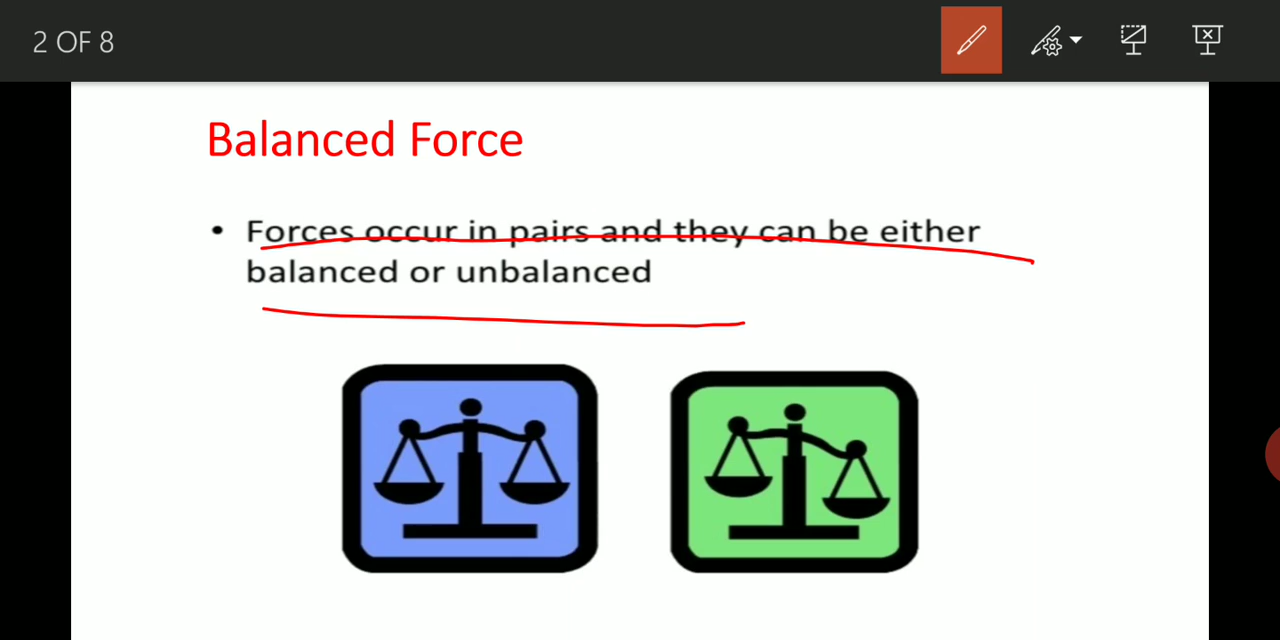 2 OF 8
Balanced Force
• Forces occur in pairs and they can be either
balanced or unbalanced